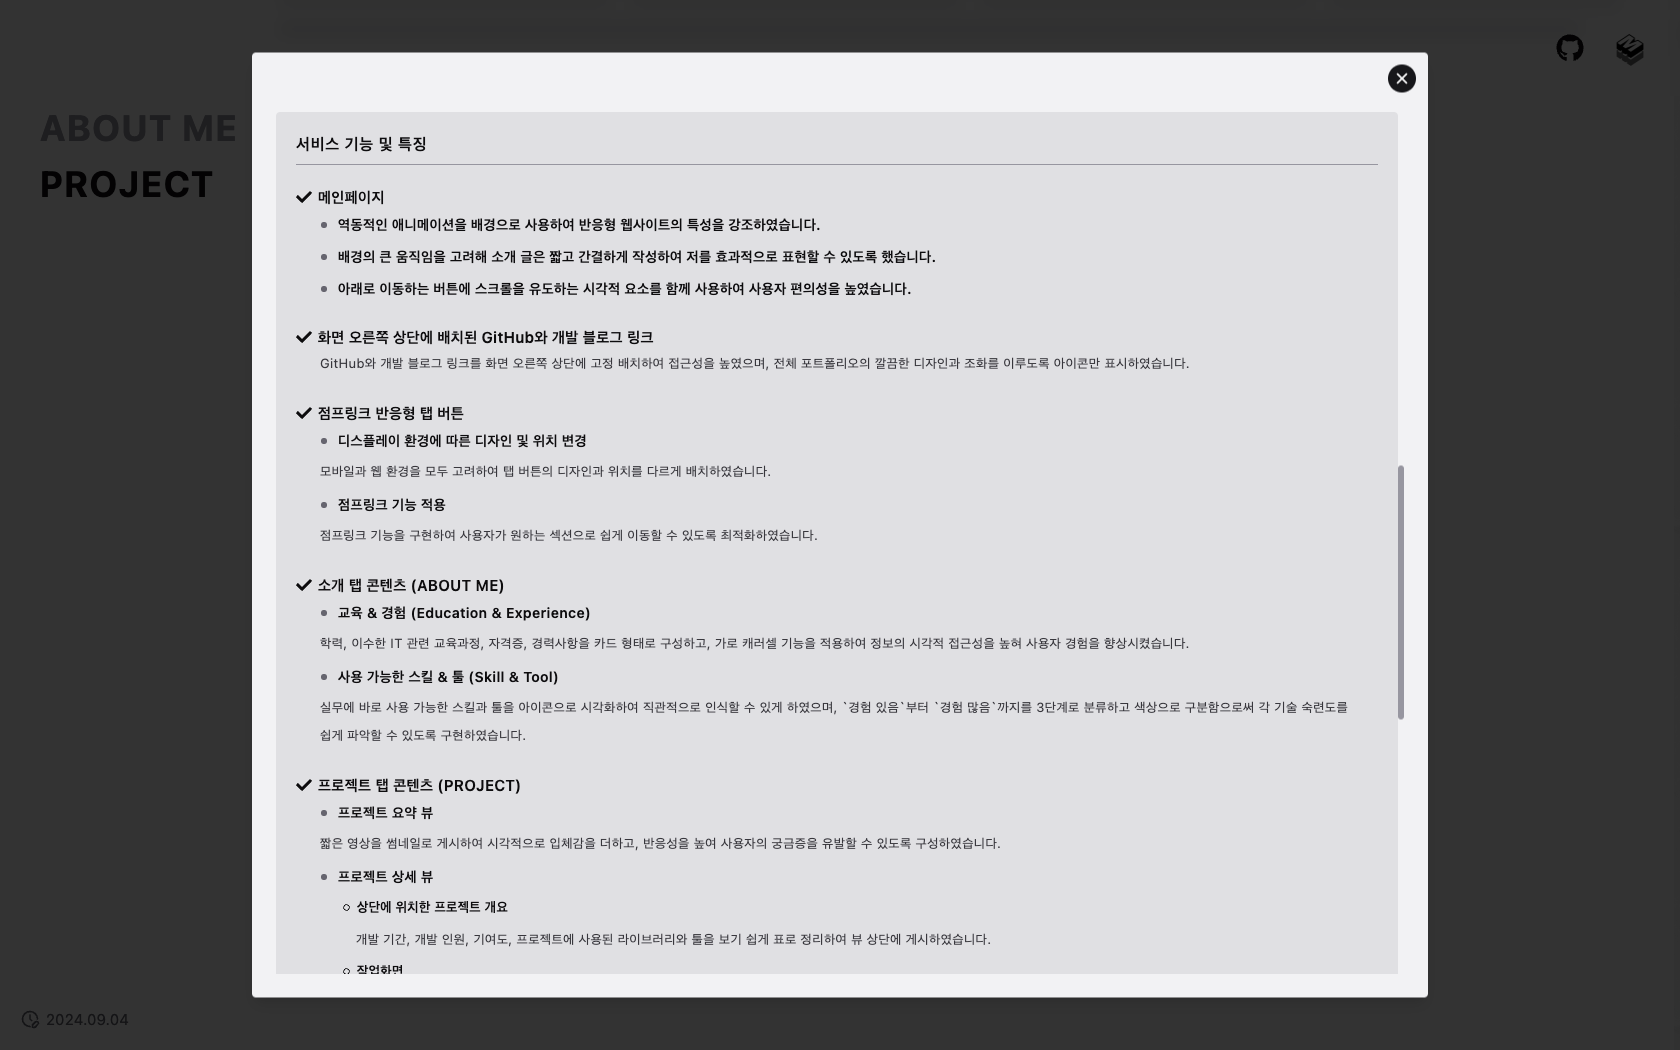 ABOUT ME
PROJECT
서비스 기능 및 특징
메인페이지
역동적인 애니메이션을 배경으로 사용하여 반응형 웹사이트의 특성을 강조하였습니다.
배경의 큰 움직임을 고려해 소개 글은 짧고 간결하게 작성하여 저를 효과적으로 표현할 수 있도록 했습니다.
아래로 이동하는 버튼에 스크롤을 유도하는 시각적 요소를 함께 사용하여 사용자 편의성을 높였습니다.
화면 오른쪽 상단에 배치된 GitHub와 개발 블로그 링크
GitHub와 개발 블로그 링크를 화면 오른쪽 상단에 고정 배치하여 접근성을 높였으며, 전체 포트폴리오의 깔끔한 디자인과 조화를 이루도록 아이콘만 표시하였습니다.
점프링크 반응형 탭 버튼
디스플레이 환경에 따른 디자인 및 위치 변경
모바일과 웹 환경을 모두 고려하여 탭 버튼의 디자인과 위치를 다르게 배치하였습니다.
점프링크 기능 적용
점프링크 기능을 구현하여 사용자가 원하는 섹션으로 쉽게 이동할 수 있도록 최적화하였습니다.
소개 탭 콘텐츠 (ABOUT ME)
교육 & 경험 (Education & Experience)
학력, 이수한 IT 관련 교육과정, 자격증, 경력사항을 카드 형태로 구성하고, 가로 캐러셀 기능을 적용하여 정보의 시각적 접근성을 높혀 사용자 경험을 향상시켰습니다.
사용 가능한 스킬 & 툴 (Skill & Tool)
실무에 바로 사용 가능한 스킬과 툴을 아이콘으로 시각화하여 직관적으로 인식할 수 있게 하였으며, `경험 있음`부터 `경험 많음`까지를 3단계로 분류하고 색상으로 구분함으로써 각 기술 숙련도를
쉽게 파악할 수 있도록 구현하였습니다.
프로젝트 탭 콘텐츠 (PROJECT)
프로젝트 요약 뷰
짧은 영상을 썸네일로 게시하여 시각적으로 입체감을 더하고, 반응성을 높여 사용자의 궁금증을 유발할 수 있도록 구성하였습니다.
프로젝트 상세 뷰
상단에 위치한 프로젝트 개요
개발 기간, 개발 인원, 기여도, 프로젝트에 사용된 라이브러리와 툴을 보기 쉽게 표로 정리하여 뷰 상단에 게시하였습니다.
작업화면
2024.09.04